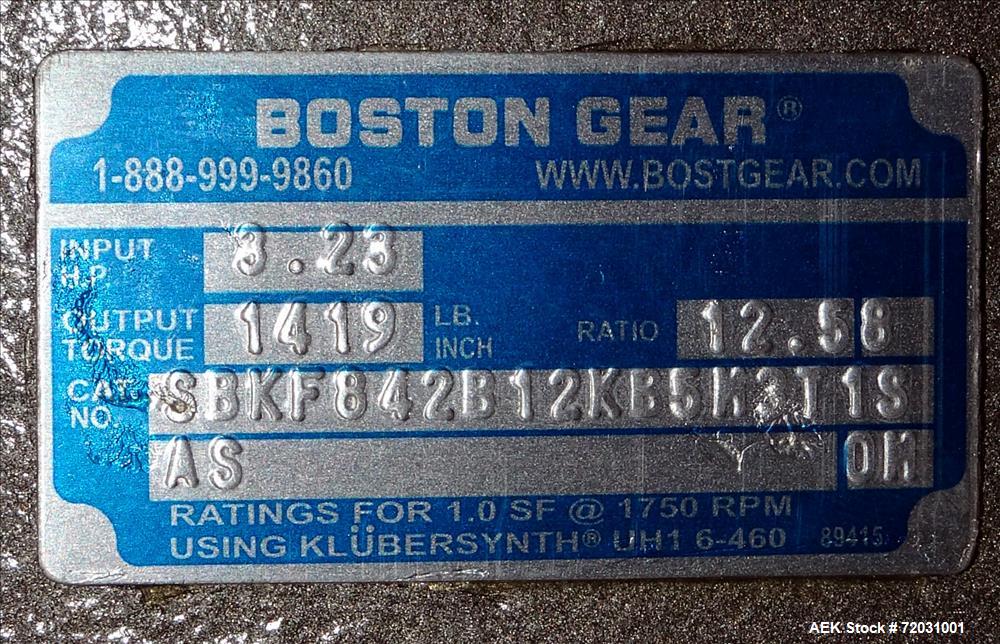 BOSTON GEAR®
1-888-999-9860 WWW.BOSTGEAR.COM
INPUT H.P. 3.23
OUTPUT TORQUE 1419 LB. INCH RATIO 12.58
CAT. NO.
AS OM
RATINGS FOR 1.0 SF @ 1750 RPM
USING KLÜBERSYNTH® UH1 6-460 89415
AEK Stock # 72031001